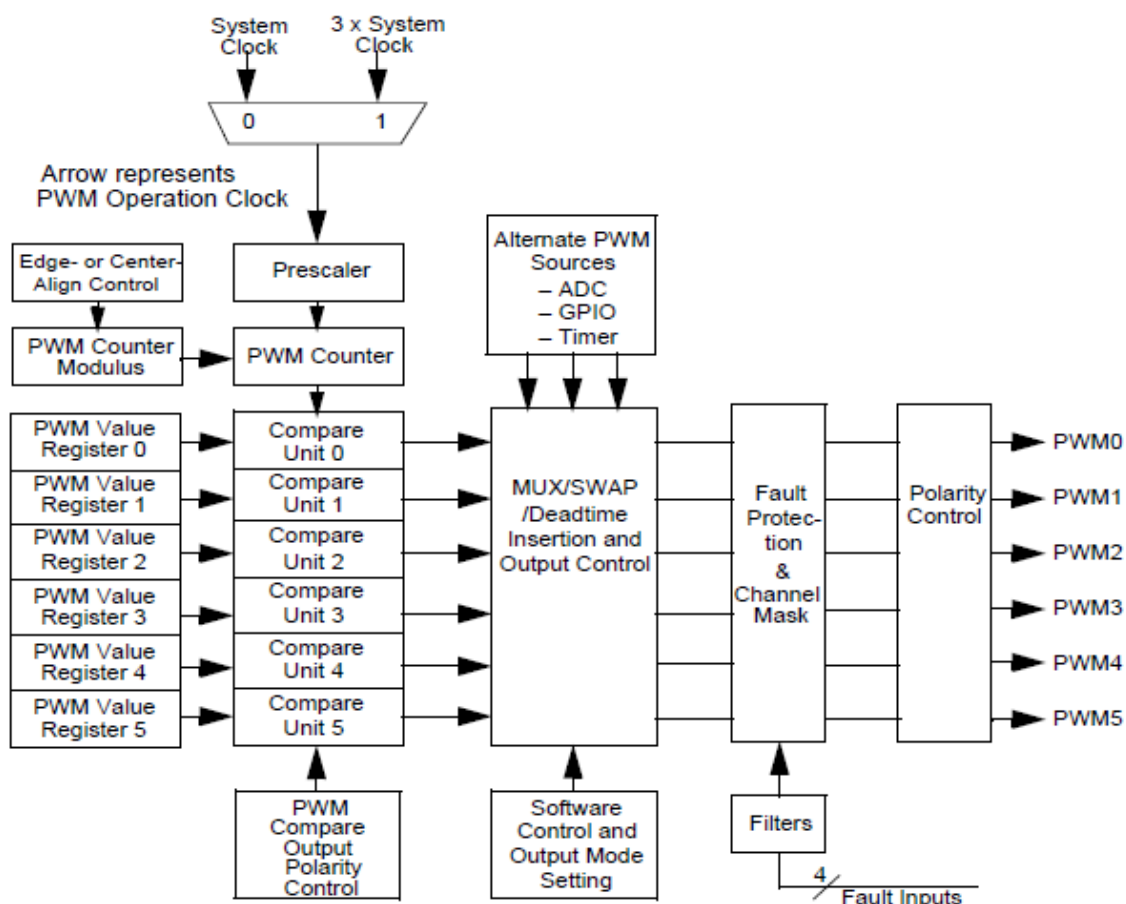 System
Clock
3 x System
Clock
0
1
Arrow represents
PWM Operation Clock
Edge- or Center-
Align Control
Prescaler
Alternate PWM
Sources
– ADC
– GPIO
– Timer
PWM Counter
Modulus
PWM Counter
PWM Value
Register 0
Compare
Unit 0
PWM Value
Register 1
Compare
Unit 1
PWM Value
Register 2
Compare
Unit 2
PWM Value
Register 3
Compare
Unit 3
PWM Value
Register 4
Compare
Unit 4
PWM Value
Register 5
Compare
Unit 5
MUX/SWAP
/Deadtime
Insertion and
Output Control
Fault
Protec-
tion
&
Channel
Mask
Polarity
Control
PWM0
PWM1
PWM2
PWM3
PWM4
PWM5
PWM
Compare
Output
Polarity
Control
Software
Control and
Output Mode
Setting
Filters
4
Fault Inputs